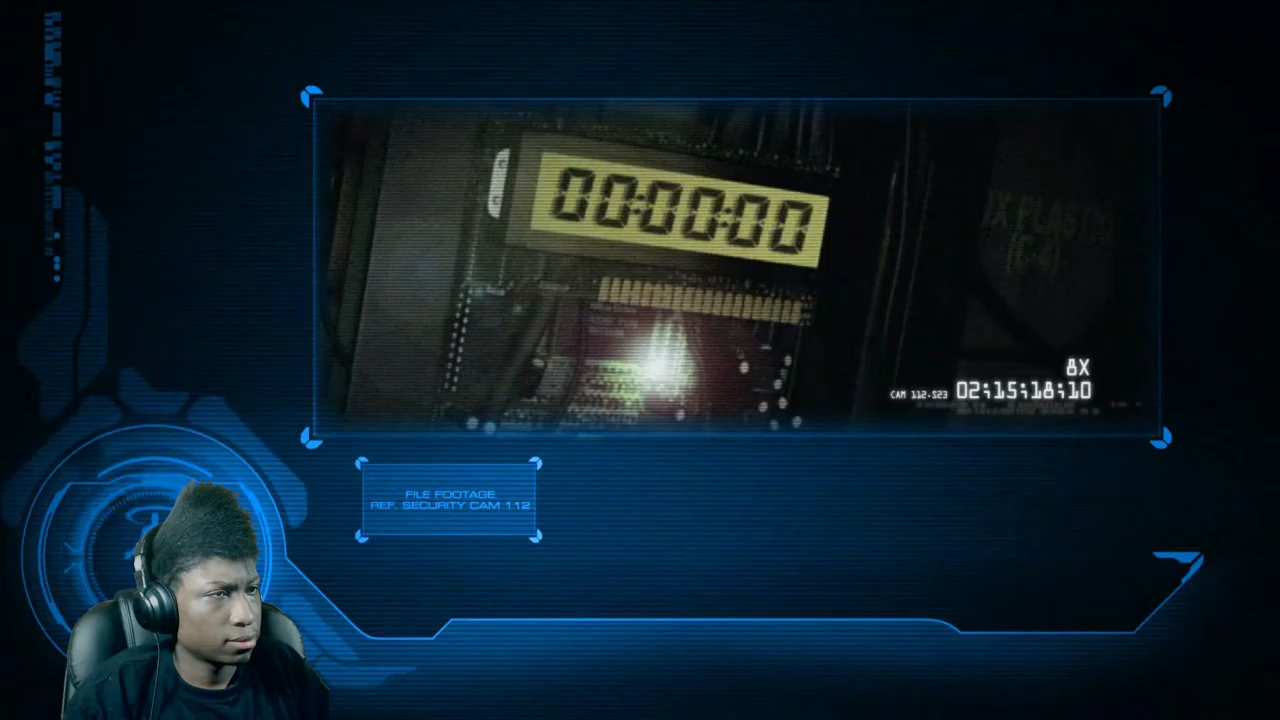 00:00:00
8X
CAM 112.S23 02:15:18:10
FILE FOOTAGE
REF. SECURITY CAM 112